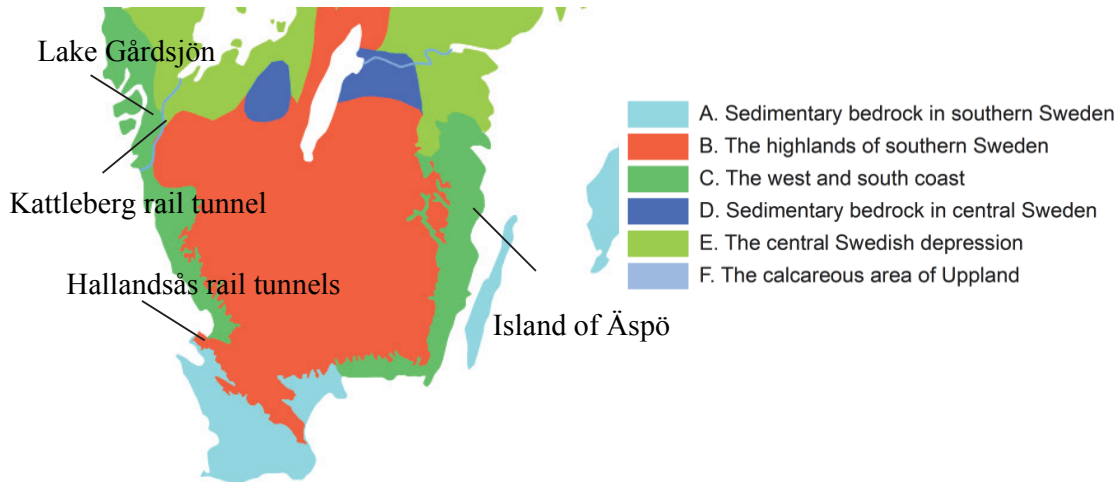 Lake Gårdsjön
Kattleberg rail tunnel
Hallandsås rail tunnels
Island of Äspö
A. Sedimentary bedrock in southern Sweden
B. The highlands of southern Sweden
C. The west and south coast
D. Sedimentary bedrock in central Sweden
E. The central Swedish depression
F. The calcareous area of Uppland